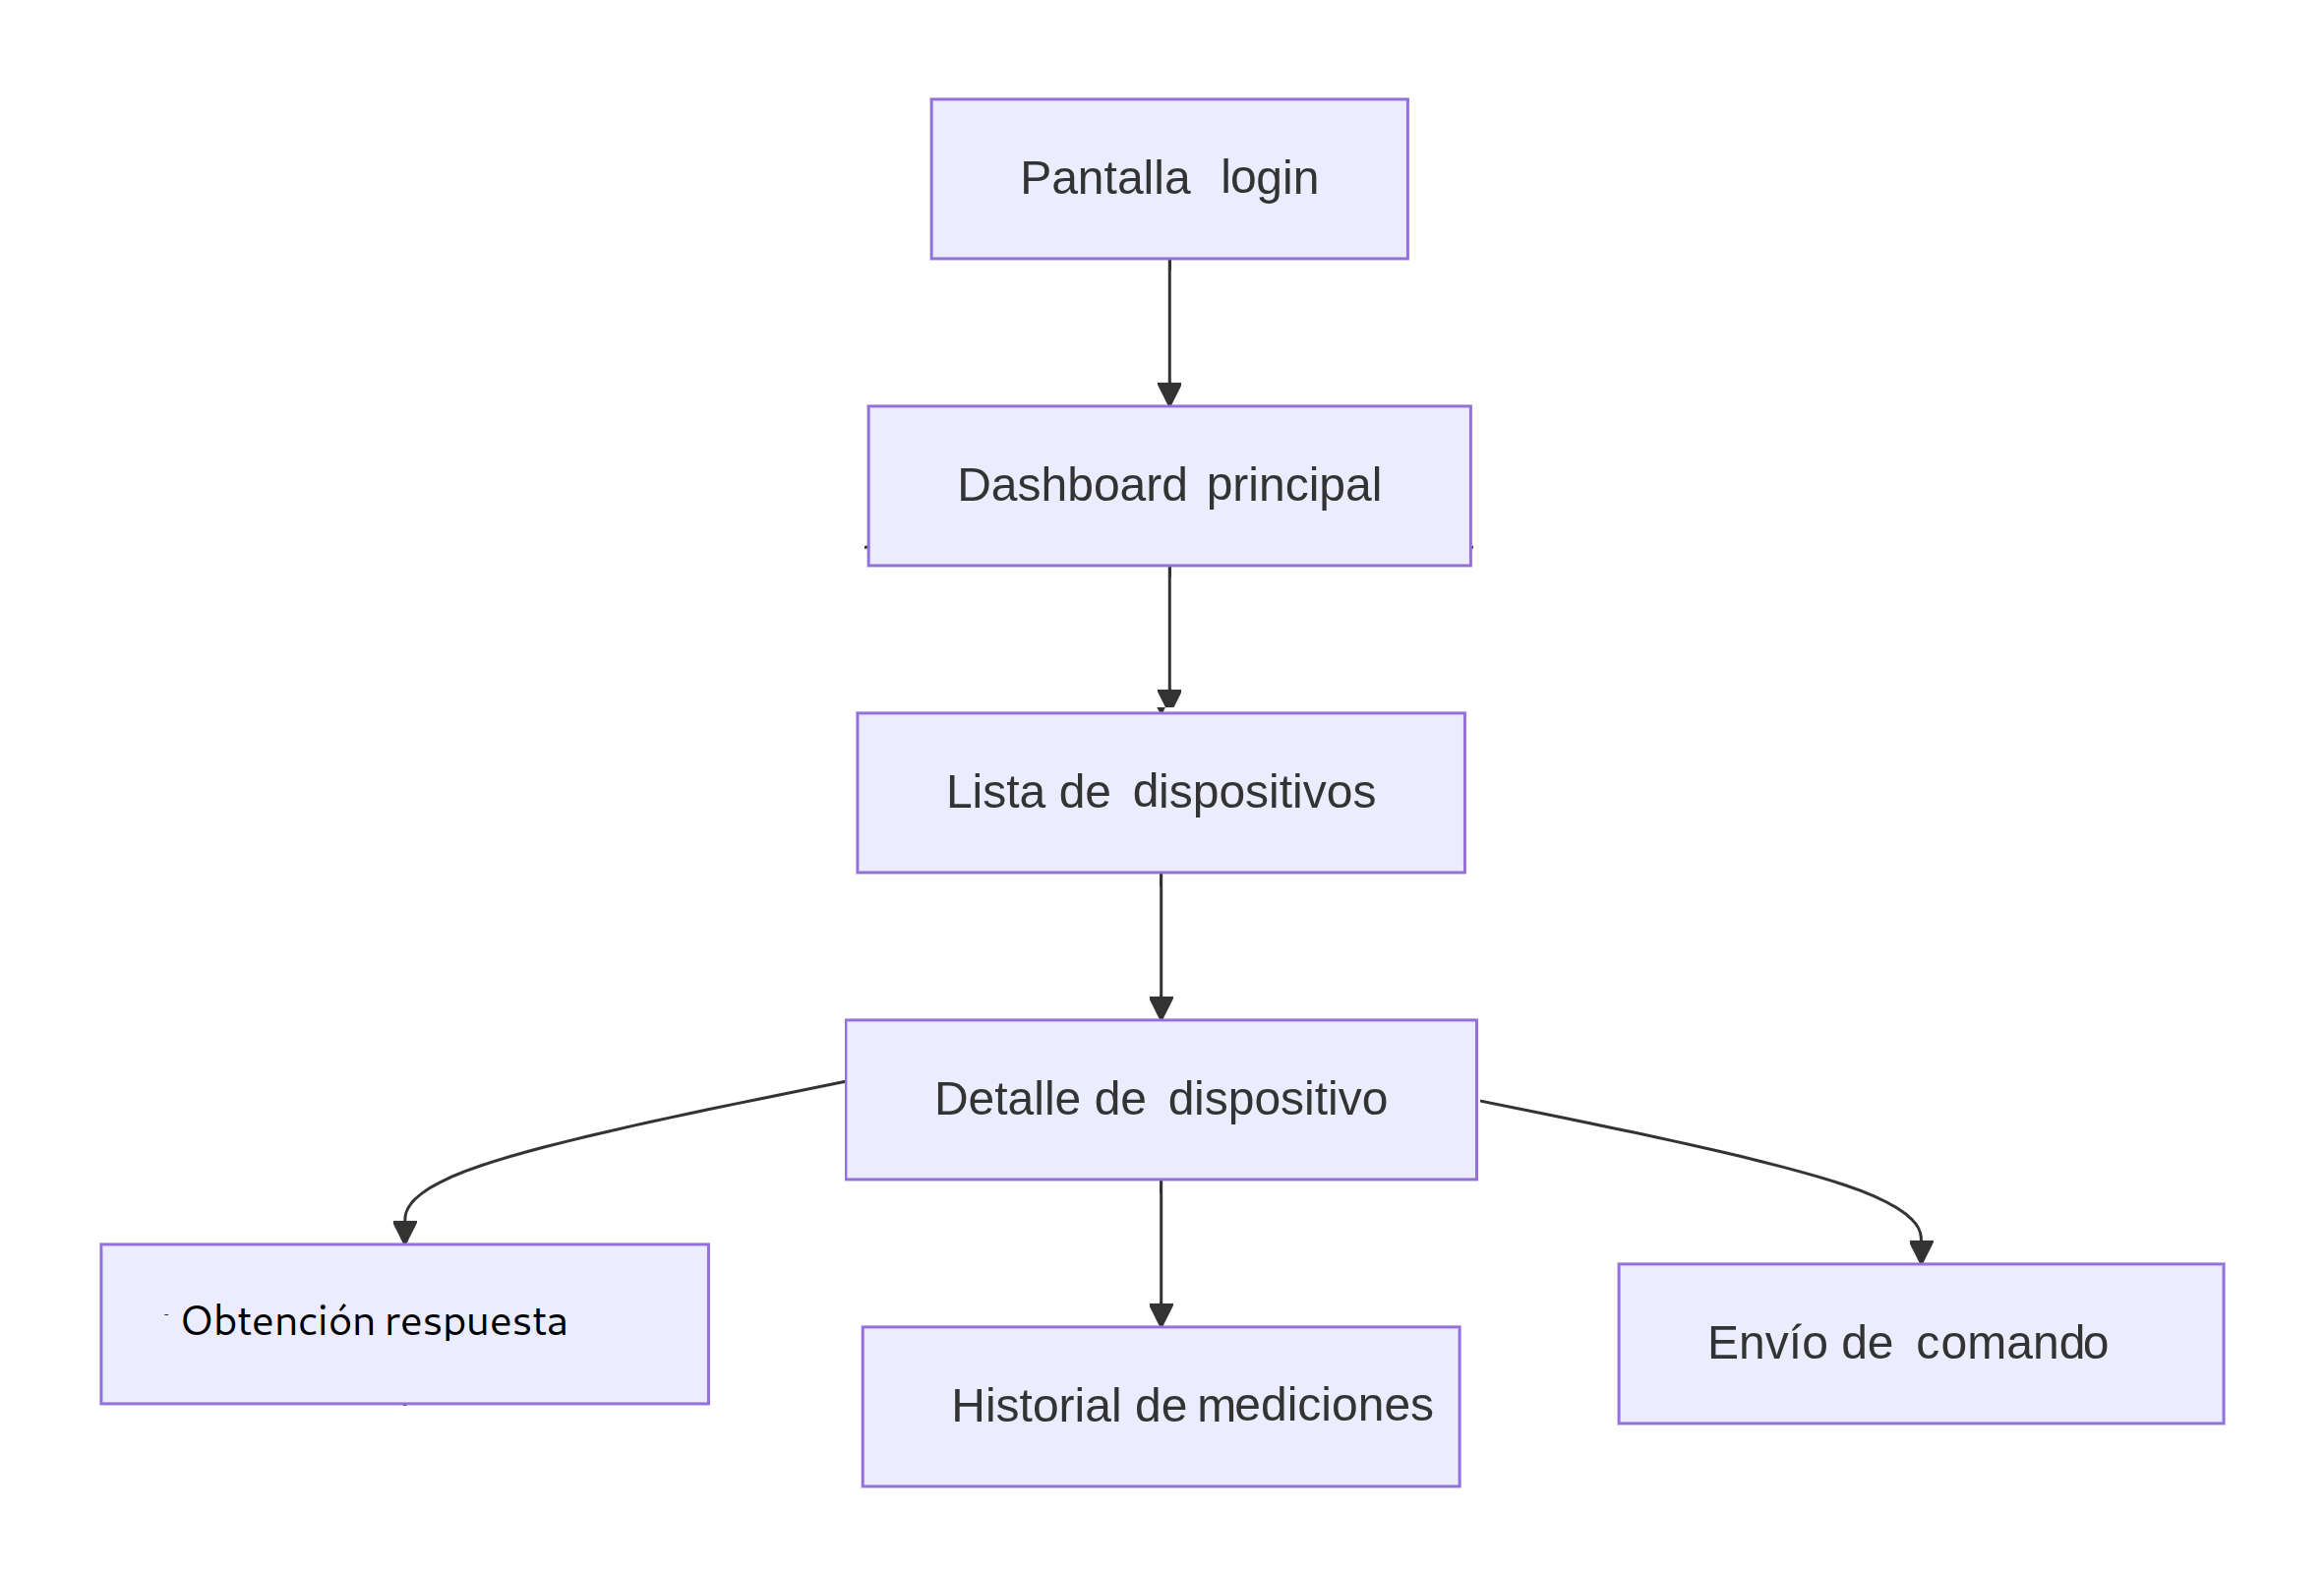 Pantalla login
Dashboard principal
Lista de dispositivos
Detalle de dispositivo
Obtención respuesta
Envío de comando
Historial de mediciones